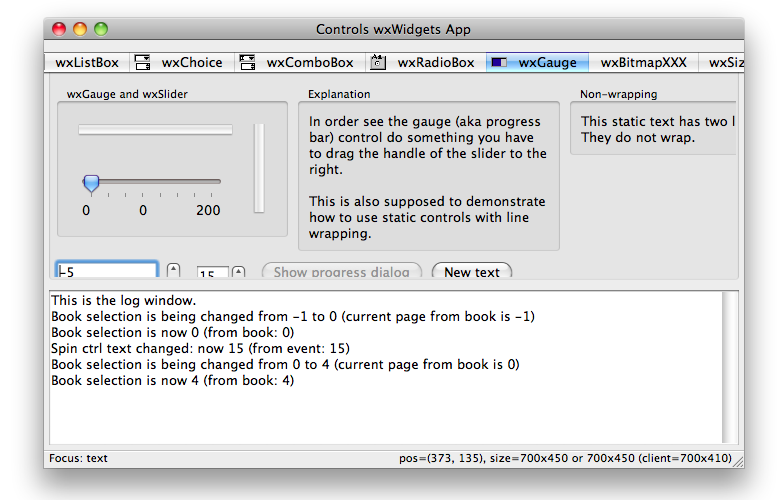 Controls wxWidgets App
wxListBox wxChoice wxComboBox wxRadioBox wxGauge wxBitmapXXX wxSiz
wxGauge and wxSlider
0 0 200
Explanation
In order see the gauge (aka progress
bar) control do something you have
to drag the handle of the slider to the
right.
This is also supposed to demonstrate
how to use static controls with line
wrapping.
Non-wrapping
This static text has two l
They do not wrap.
-5 15 Show progress dialog New text
This is the log window.
Book selection is being changed from -1 to 0 (current page from book is -1)
Book selection is now 0 (from book: 0)
Spin ctrl text changed: now 15 (from event: 15)
Book selection is being changed from 0 to 4 (current page from book is 0)
Book selection is now 4 (from book: 4)
Focus: text pos=(373, 135), size=700x450 or 700x450 (client=700x410)